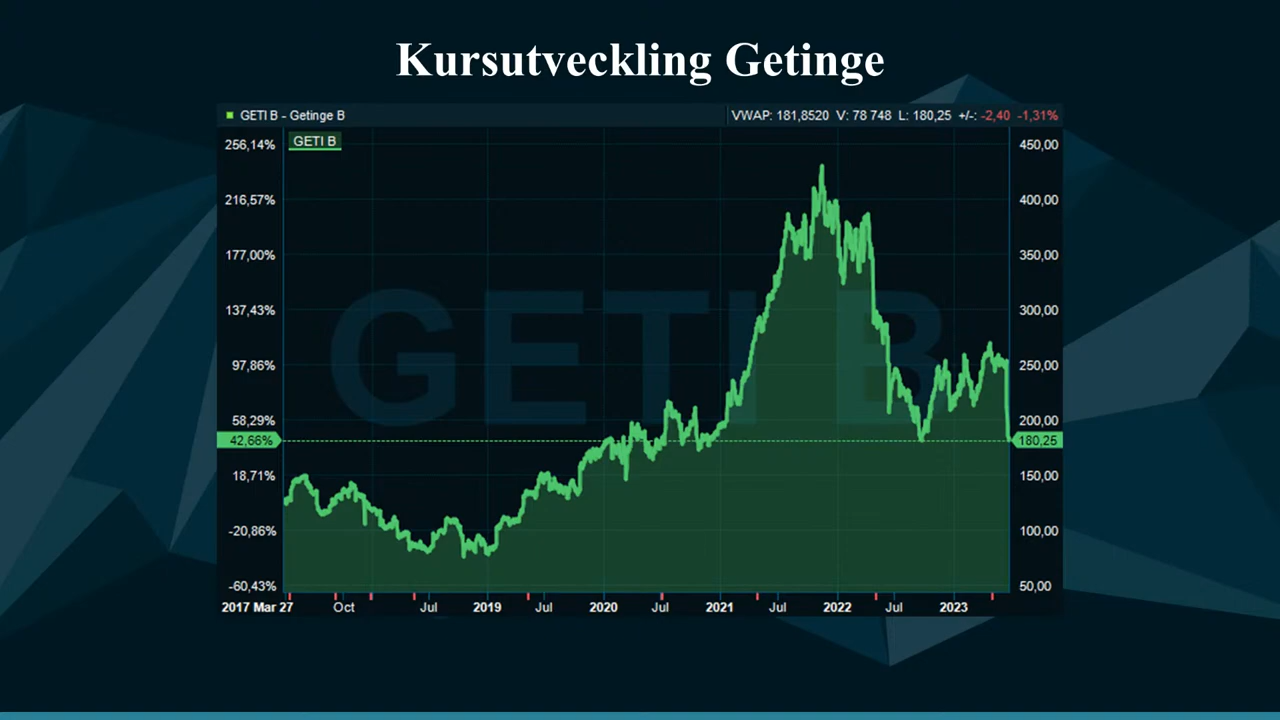 Kursutveckling Getinge
GETI B - Getinge B VWAP: 181,8520 V: 78 748 L: 180,25 +/-: -2,40 -1,31%
GETI B
256,14% 450,00
216,57% 400,00
177,00% 350,00
137,43% 300,00
GETI B
97,86% 250,00
58,29% 200,00
42,66% 180,25
18,71% 150,00
-20,86% 100,00
-60,43% 50,00
2017 Mar 27 Oct Jul 2019 Jul 2020 Jul 2021 Jul 2022 Jul 2023